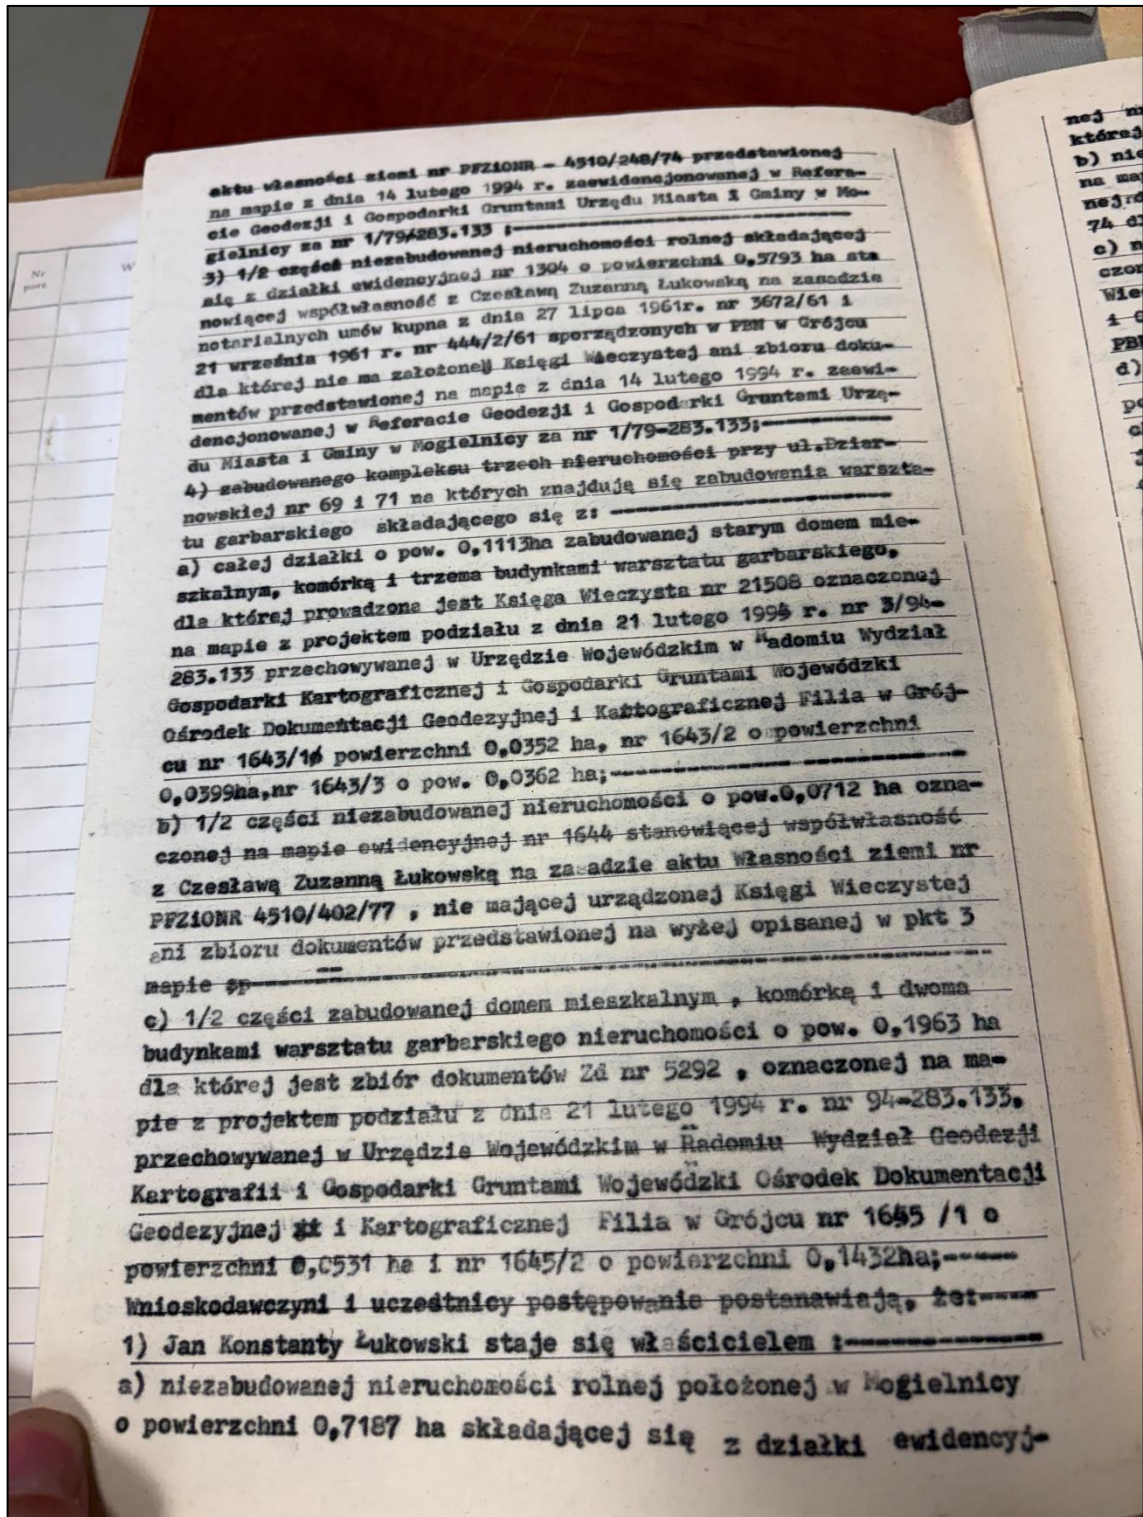 aktu własności ziemi nr PFZiONR - 4510/248/74 przedstawionej
na mapie z dnia 14 lutego 1994 r. zaewidencjonowanej w Refera-
cie Geodezji i Gospodarki Gruntami Urzędu Miasta I Gminy w Mo-
gielnicy za nr 1/79/283.133 ;
3) 1/2 części niezabudowanej nieruchomości rolnej składającej
się z działki ewidencyjnej nr 1304 o powierzchni 0,5793 ha sta
nowiącej współwłasność z Czesławą Zuzanną Łukowską na zasadzie
notarialnych umów kupna z dnia 27 lipca 1961r. nr 3672/61 i
21 września 1961 r. nr 444/2/61 sporządzonych w PBN w Grójcu
dla której nie ma założonej Księgi Wieczystej ani zbioru doku-
mentów przedstawionej na mapie z dnia 14 lutego 1994 r. zaewi-
dencjonowanej w Referacie Geodezji i Gospodarki Gruntami Urzę-
du Miasta i Gminy w Mogielnicy za nr 1/79-283.133;
4) zabudowanego kompleksu trzech nieruchomości przy ul.Dziar-
nowskiej nr 69 i 71 na których znajdują się zabudowania warszta-
tu garbarskiego składającego się z:
a) całej działki o pow. 0,1113ha zabudowanej starym domem mie-
szkalnym, komórką i trzema budynkami warsztatu garbarskiego,
dla której prowadzona jest Księga Wieczysta nr 21508 oznaczonej
na mapie z projektem podziału z dnia 21 lutego 1994 r. nr 3/94-
283.133 przechowywanej w Urzędzie Wojewódzkim w Radomiu Wydział
Gospodarki Kartograficznej i Gospodarki Gruntami Wojewódzki
Ośrodek Dokumentacji Geodezyjnej i Kartograficznej Filia w Grój-
cu nr 1643/1 powierzchni 0,0352 ha, nr 1643/2 o powierzchni
0,0399ha,nr 1643/3 o pow. 0,0362 ha;
b) 1/2 części niezabudowanej nieruchomości o pow.0,0712 ha ozna-
czonej na mapie ewidencyjnej nr 1644 stanowiącej współwłasność
z Czesławą Zuzanną Łukowską na zasadzie aktu Własności ziemi nr
PFZiONR 4510/402/77 , nie mającej urządzonej Księgi Wieczystej
ani zbioru dokumentów przedstawionej na wyżej opisanej w pkt 3
mapie
c) 1/2 części zabudowanej domem mieszkalnym , komórką i dwoma
budynkami warsztatu garbarskiego nieruchomości o pow. 0,1963 ha
dla której jest zbiór dokumentów Zd nr 5292 , oznaczonej na ma-
pie z projektem podziału z dnia 21 lutego 1994 r. nr 94-283.133,
przechowywanej w Urzędzie Wojewódzkim w Radomiu Wydział Geodezji
Kartografii i Gospodarki Gruntami Wojewódzki Ośrodek Dokumentacji
Geodezyjnej i Kartograficznej Filia w Grójcu nr 1645 /1 o
powierzchni 0,0531 ha i nr 1645/2 o powierzchni 0,1432ha;-----
Wnioskodawczyni i uczestnicy postępowania postanawiają, że:----
1) Jan Konstanty Łukowski staje się właścicielem :
a) niezabudowanej nieruchomości rolnej położonej w Mogielnicy
o powierzchni 0,7187 ha składającej się z działki ewidencyj-
Nr
porz.
W
nej
której
b) nie
na ma
nej
74 d
c) n
czon
Wie
i G
PBN
d)